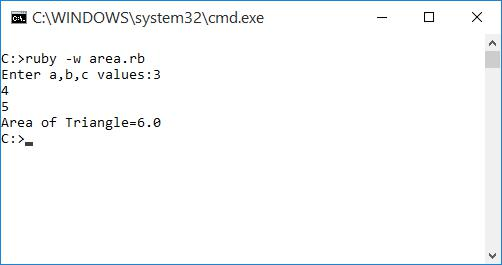 C:\WINDOWS\system32\cmd.exe
C:>ruby -w area.rb
Enter a,b,c values:3
4
5
Area of Triangle=6.0
C:>